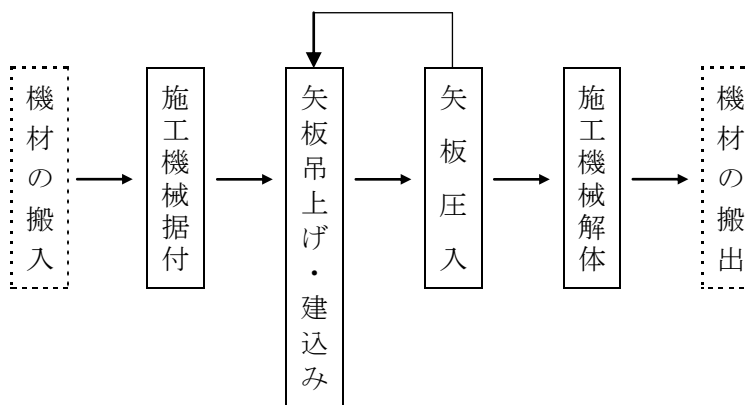 機材の搬入
施工機械据付
矢板吊上げ・建込み
矢板圧入
施工機械解体
機材の搬出